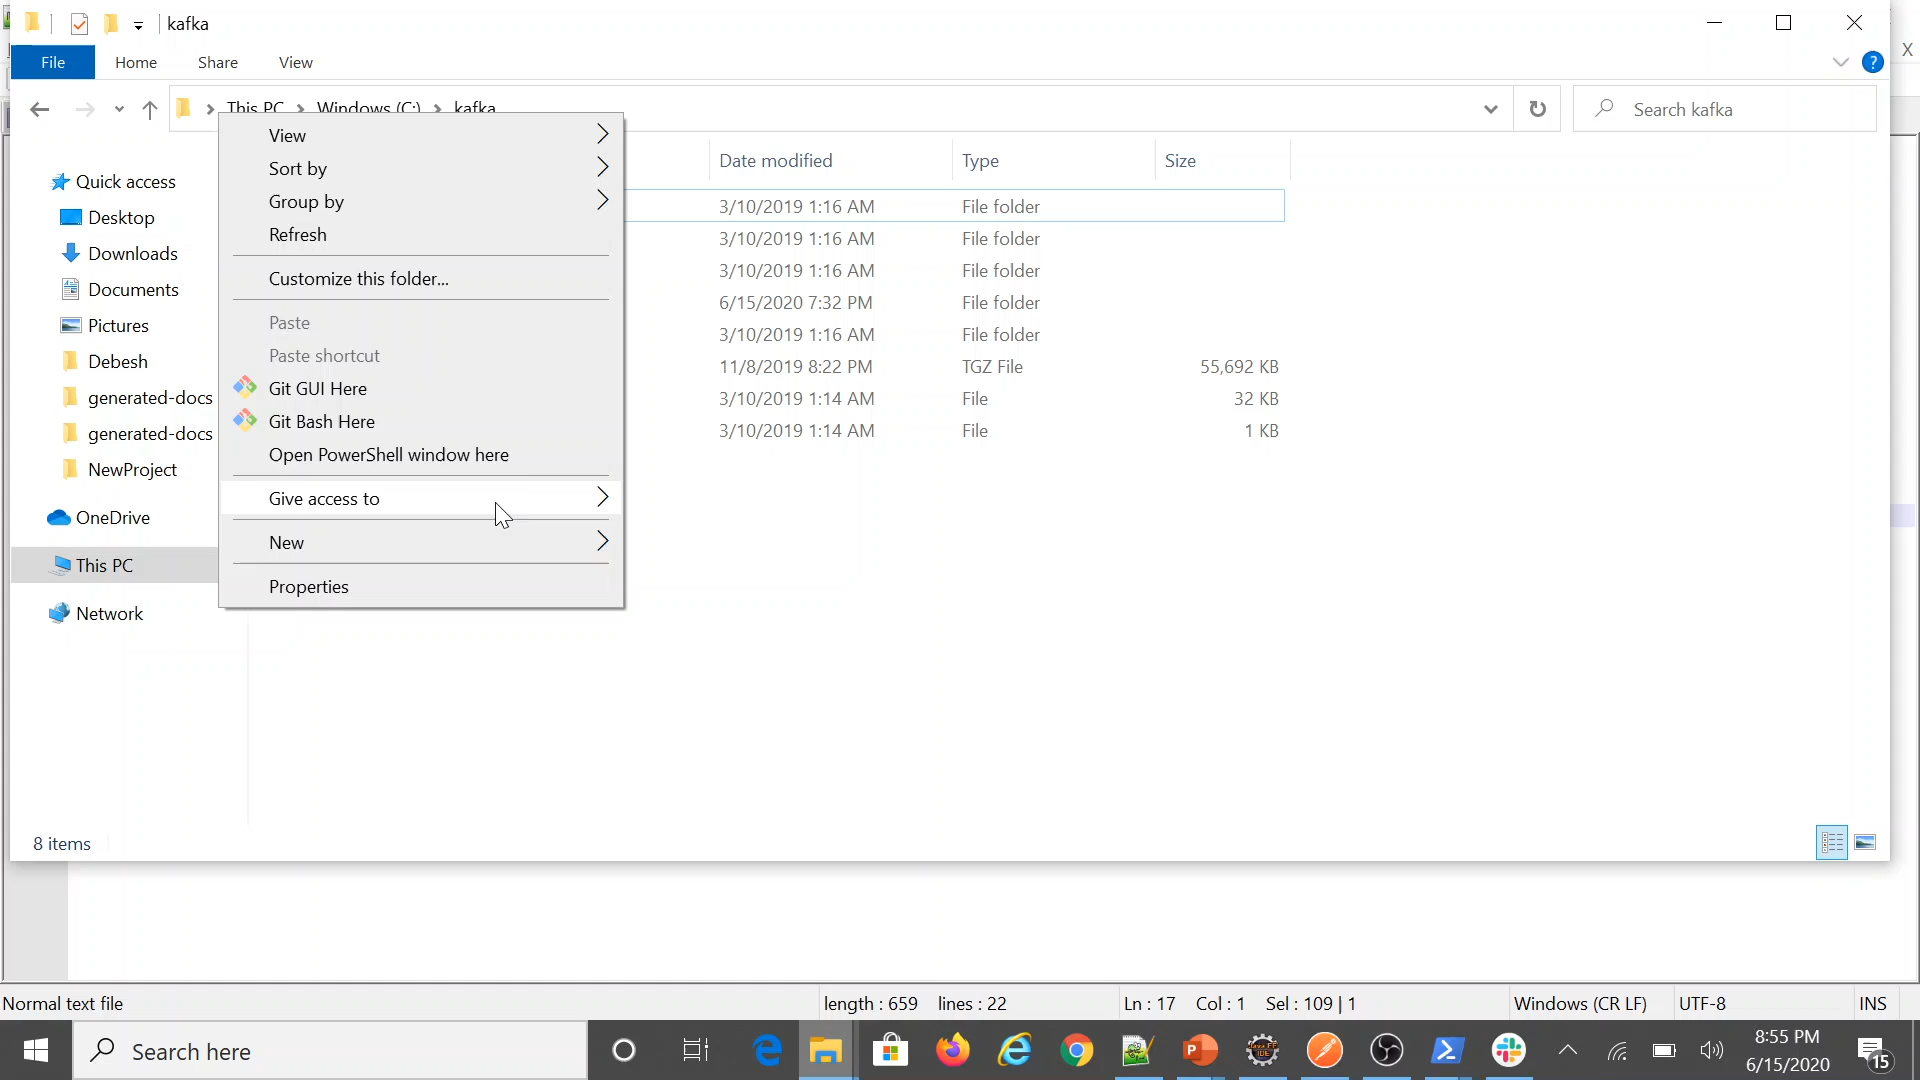 kafka
X
File Home Share View
?
This PC Windows (C:) kafka
Search kafka
Date modified Type Size
Quick access
Desktop
Downloads
Documents
Pictures
Debesh
generated-docs
generated-docs
NewProject
OneDrive
This PC
Network
View
Sort by
Group by
Refresh
Customize this folder...
Paste
Paste shortcut
Git GUI Here
Git Bash Here
Open PowerShell window here
Give access to
New
Properties
3/10/2019 1:16 AM File folder
3/10/2019 1:16 AM File folder
3/10/2019 1:16 AM File folder
6/15/2020 7:32 PM File folder
3/10/2019 1:16 AM File folder
11/8/2019 8:22 PM TGZ File 55,692 KB
3/10/2019 1:14 AM File 32 KB
3/10/2019 1:14 AM File 1 KB
8 items
Normal text file length : 659 lines : 22 Ln : 17 Col : 1 Sel : 109 | 1 Windows (CR LF) UTF-8 INS
Search here
8:55 PM
6/15/2020
15